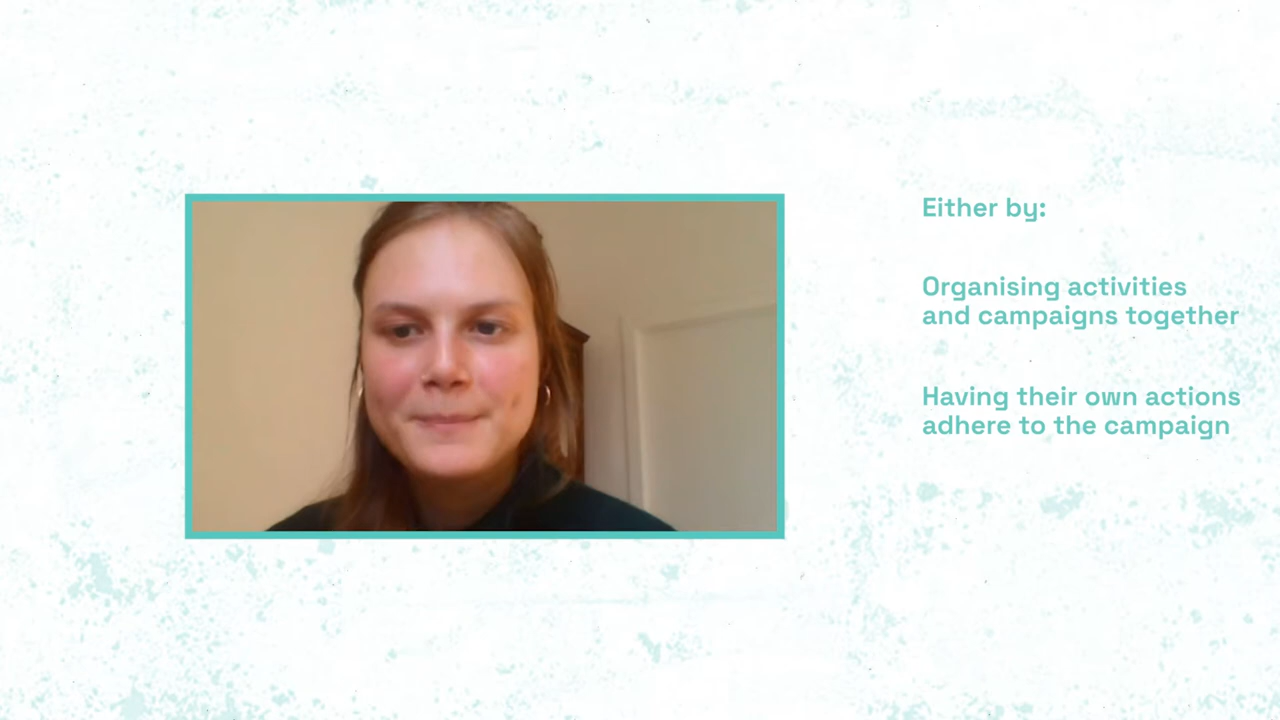 Either by:
Organising activities
and campaigns together
Having their own actions
adhere to the campaign